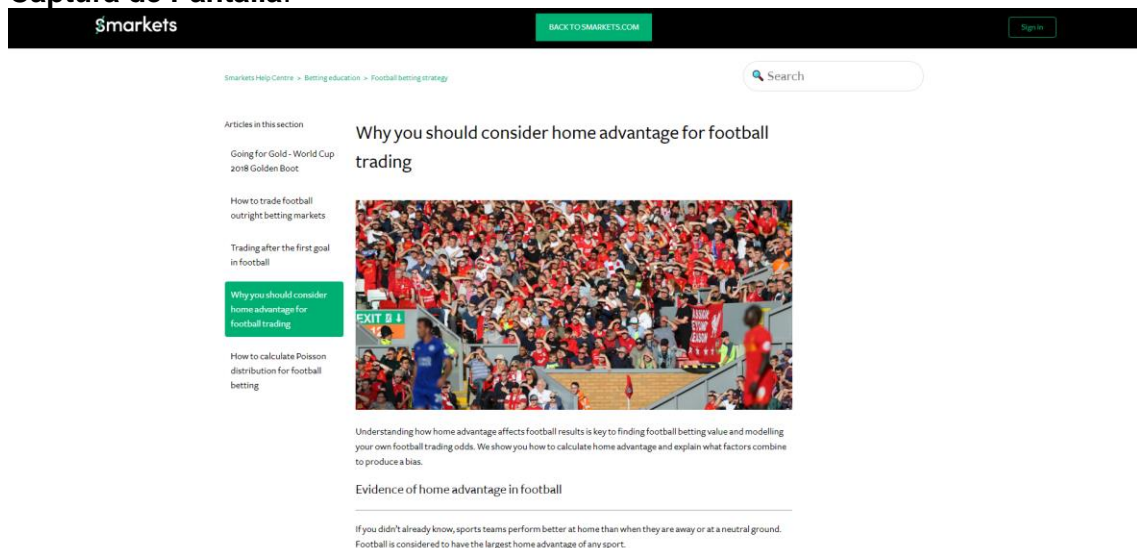 Captura de Pantalla:
Smarkets
BACK TO SMARKETS.COM
Sign in
Smarkets Help Centre > Betting education > Football betting strategy
Search
Articles in this section
Going for Gold - World Cup
2018 Golden Boot
How to trade football
outright betting markets
Trading after the first goal
in football
Why you should consider
home advantage for
football trading
How to calculate Poisson
distribution for football
betting
Why you should consider home advantage for football
trading
EXIT
Understanding how home advantage affects football results is key to finding football betting value and modelling
your own football trading odds. We show you how to calculate home advantage and explain what factors combine
to produce a bias.
Evidence of home advantage in football
If you didn't already know, sports teams perform better at home than when they are away or at a neutral ground.
Football is considered to have the largest home advantage of any sport.